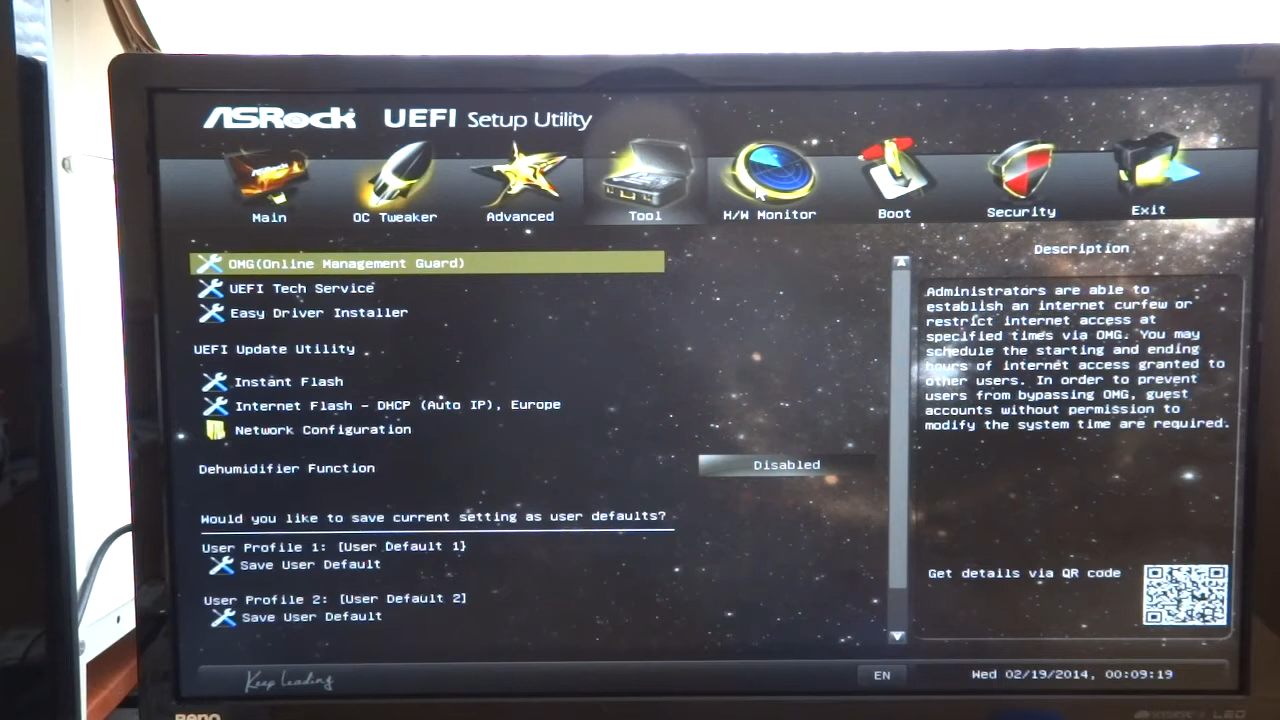 ASRock UEFI Setup Utility
Main OC Tweaker Advanced Tool H/W Monitor Boot Security Exit
OMG(Online Management Guard)
UEFI Tech Service
Easy Driver Installer
UEFI Update Utility
Instant Flash
Internet Flash - DHCP (Auto IP), Europe
Network Configuration
Dehumidifier Function Disabled
Would you like to save current setting as user defaults?
User Profile 1: [User Default 1]
Save User Default
User Profile 2: [User Default 2]
Save User Default
Description
Administrators are able to
establish an internet curfew or
restrict internet access at
specified times via OMG. You may
schedule the starting and ending
hours of internet access granted to
other users. In order to prevent
users from bypassing OMG, guest
accounts without permission to
modify the system time are required.
Get details via QR code
Keep Leading
EN
Wed 02/19/2014, 00:09:19
BenQ
LED